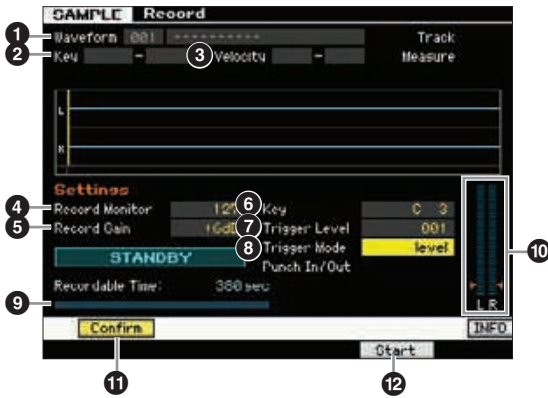 SAMPLE Record
1 Waveform 001 ---------- Track
2 Key - 3 Velocity - Measure
L
R
Settings
4 Record Monitor 127 6 Key C 3
5 Record Gain +6dB 7 Trigger Level 001
8 Trigger Mode level
STANDBY Punch In/Out
10
9 Recordable Time: 380 sec
L R
Confirm INFO
Start
11 12